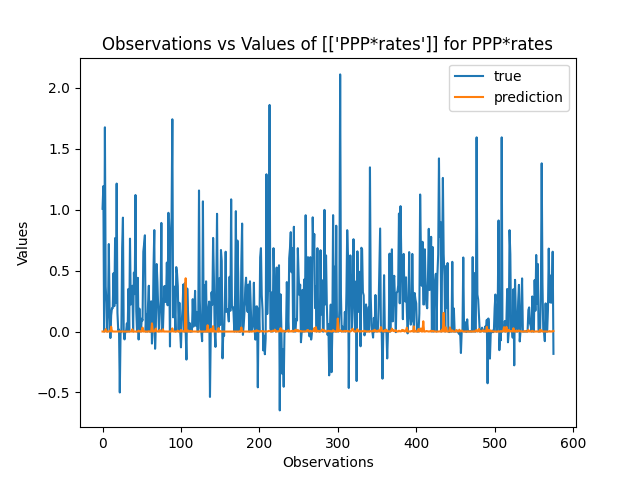 Observations vs Values of [['PPP*rates']] for PPP*rates
true
prediction
2.0
1.5
1.0
0.5
0.0
−0.5
Values
0 100 200 300 400 500 600
Observations